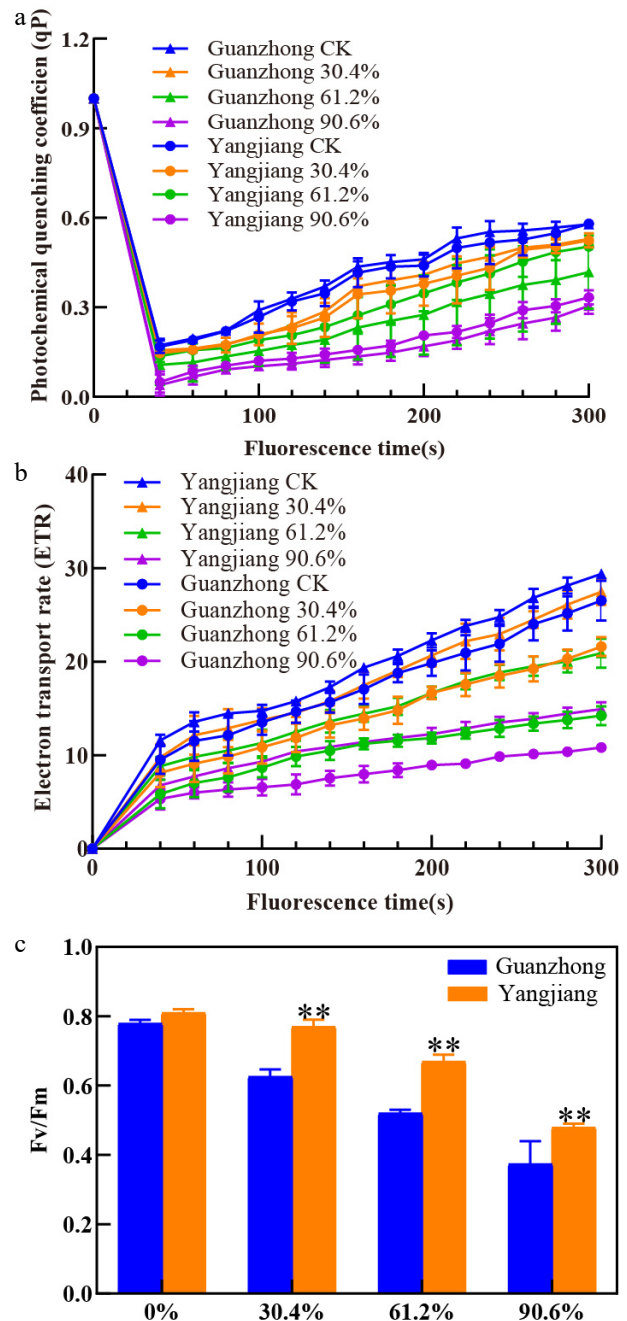 a
Photochemical quenching coefficien (qP)
1.2
0.9
0.6
0.3
0.0
Guanzhong CK
Guanzhong 30.4%
Guanzhong 61.2%
Guanzhong 90.6%
Yangjiang CK
Yangjiang 30.4%
Yangjiang 61.2%
Yangjiang 90.6%
0 100 200 300
Fluorescence time(s)
b
Electron transport rate (ETR)
40
30
20
10
0
Yangjiang CK
Yangjiang 30.4%
Yangjiang 61.2%
Yangjiang 90.6%
Guanzhong CK
Guanzhong 30.4%
Guanzhong 61.2%
Guanzhong 90.6%
0 100 200 300
Fluorescence time(s)
c
Fv/Fm
1.0
0.8
0.6
0.4
0.2
0.0
Guanzhong
Yangjiang
**
**
**
0% 30.4% 61.2% 90.6%